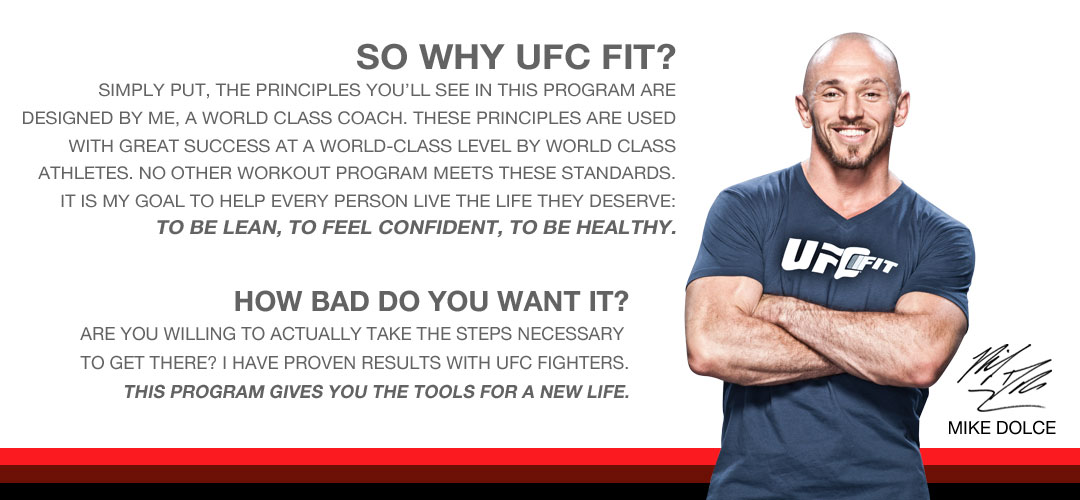 SO WHY UFC FIT?
SIMPLY PUT, THE PRINCIPLES YOU'LL SEE IN THIS PROGRAM ARE
DESIGNED BY ME, A WORLD CLASS COACH. THESE PRINCIPLES ARE USED
WITH GREAT SUCCESS AT A WORLD-CLASS LEVEL BY WORLD CLASS
ATHLETES. NO OTHER WORKOUT PROGRAM MEETS THESE STANDARDS.
IT IS MY GOAL TO HELP EVERY PERSON LIVE THE LIFE THEY DESERVE:
TO BE LEAN, TO FEEL CONFIDENT, TO BE HEALTHY.
HOW BAD DO YOU WANT IT?
ARE YOU WILLING TO ACTUALLY TAKE THE STEPS NECESSARY
TO GET THERE? I HAVE PROVEN RESULTS WITH UFC FIGHTERS.
THIS PROGRAM GIVES YOU THE TOOLS FOR A NEW LIFE.
UFC FIT
MIKE DOLCE